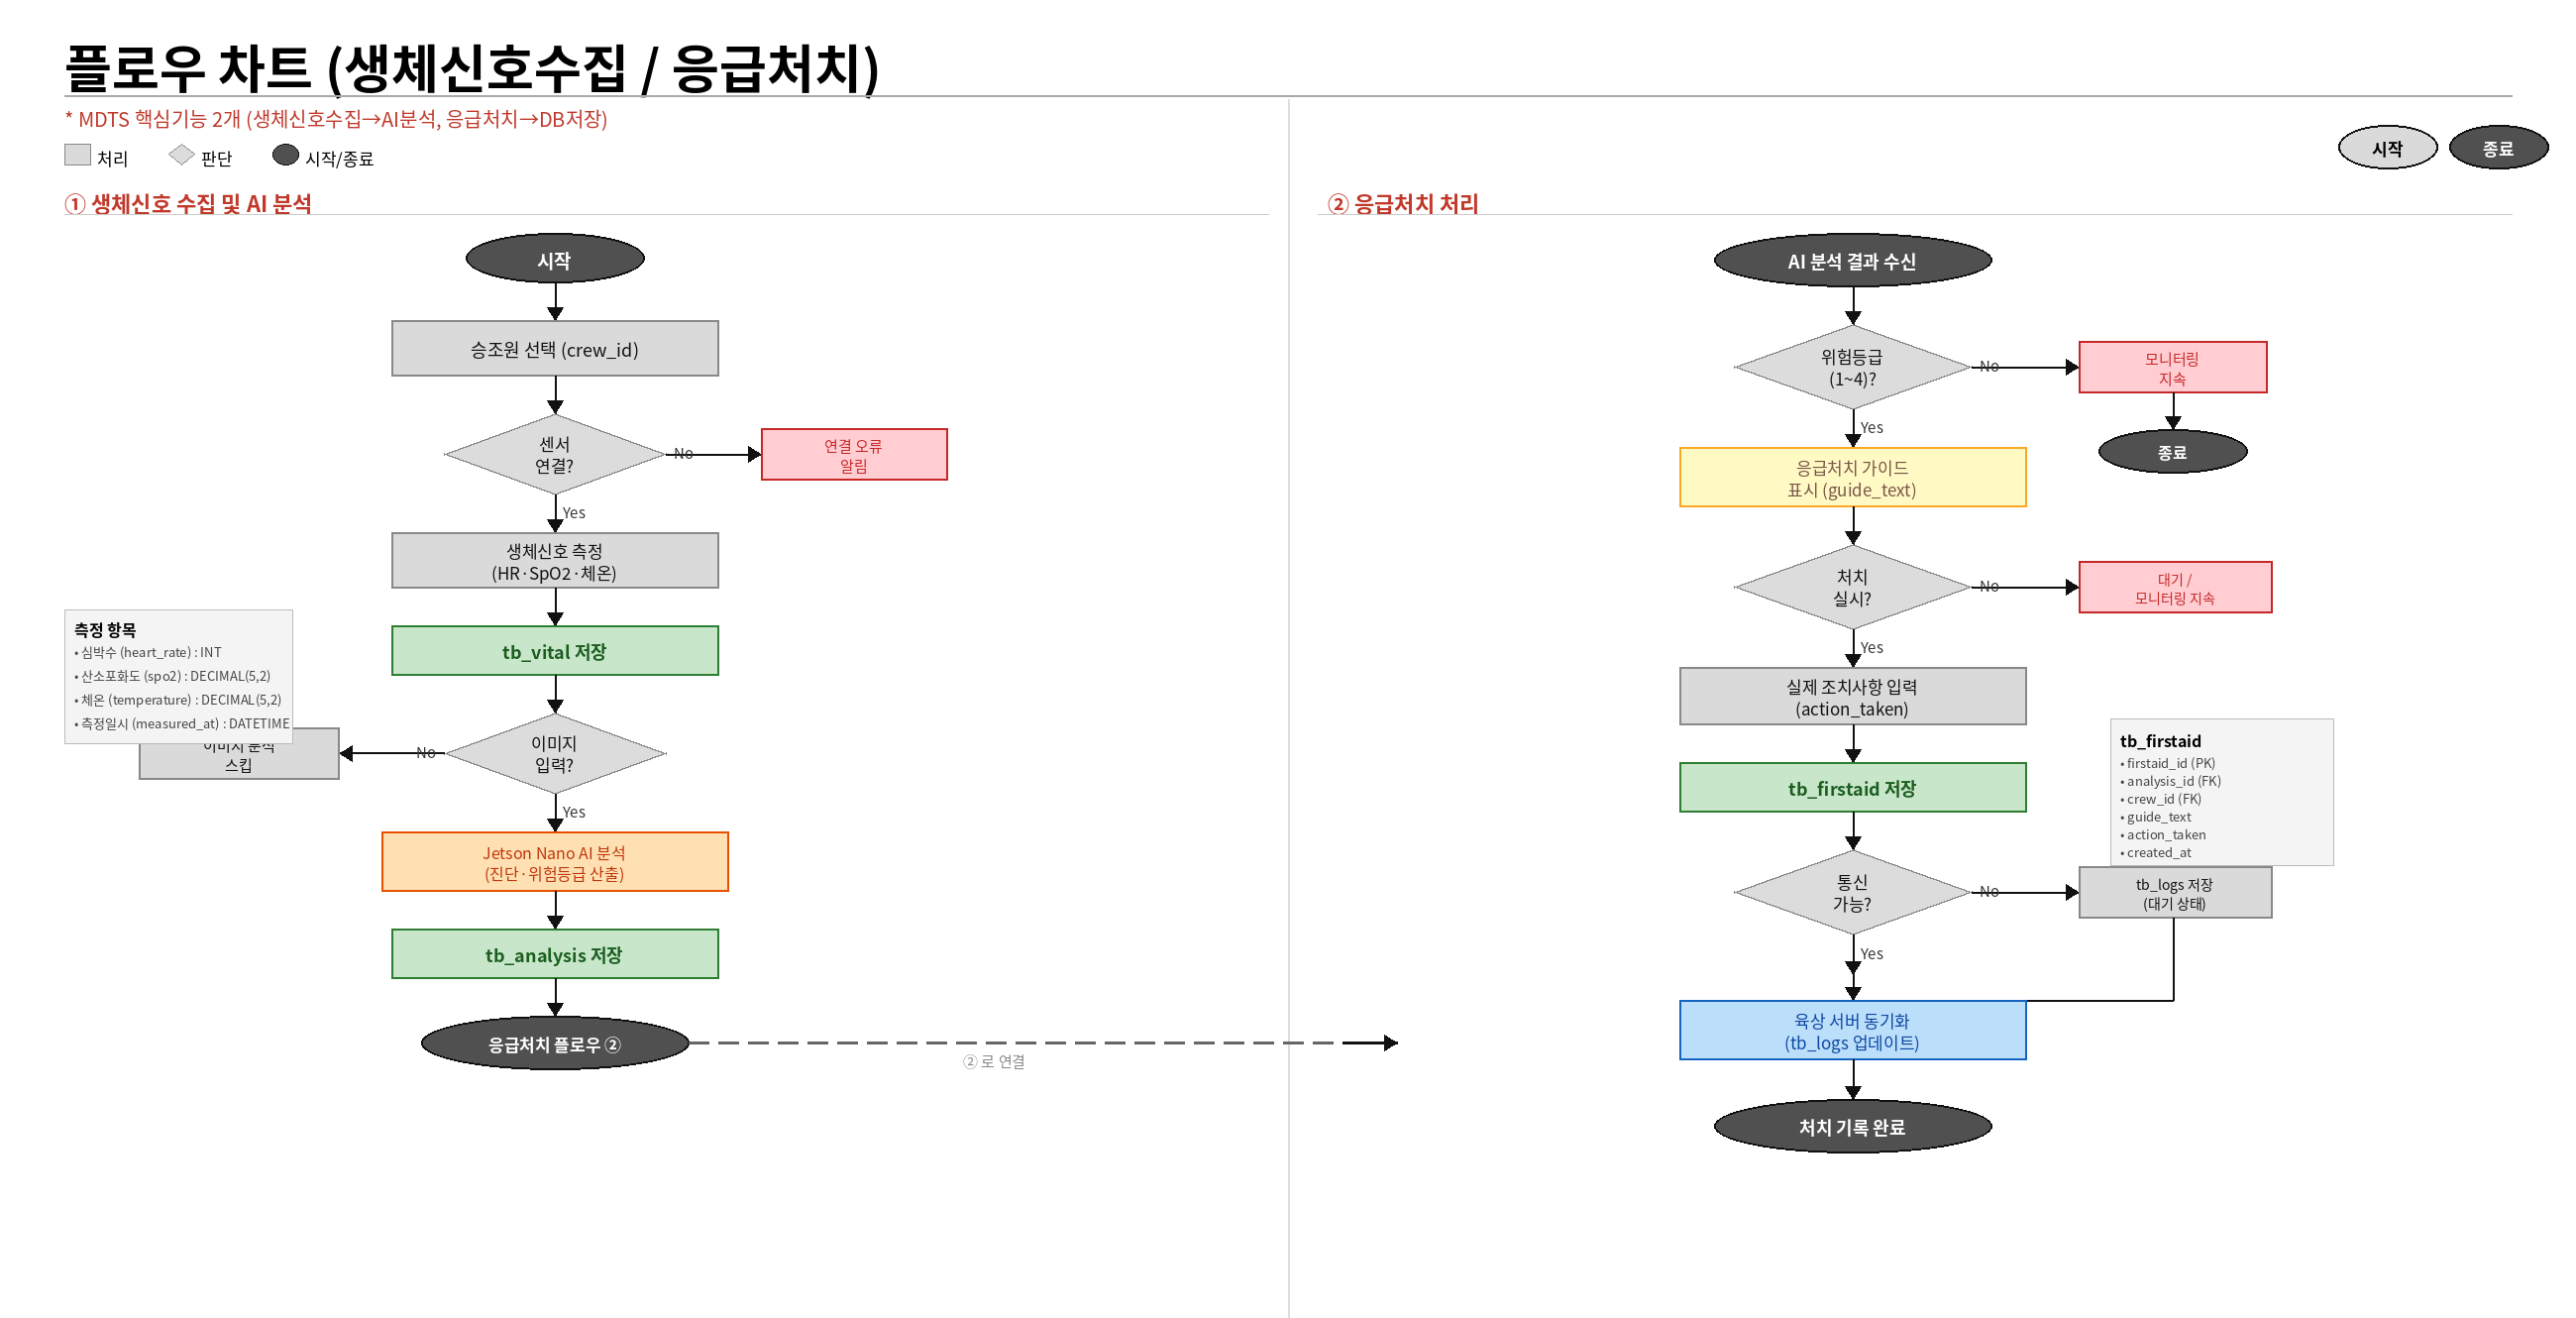 플로우 차트 (생체신호수집 / 응급처치)
* MDTS 핵심기능 2개 (생체신호수집→AI분석, 응급처치→DB저장)
처리
판단
시작/종료
시작
종료
① 생체신호 수집 및 AI 분석
시작
승조원 선택 (crew_id)
센서
연결?
No
연결 오류
알림
Yes
생체신호 측정
(HR·SpO2·체온)
측정 항목
• 심박수 (heart_rate) : INT
• 산소포화도 (spo2) : DECIMAL(5,2)
• 체온 (temperature) : DECIMAL(5,2)
• 측정일시 (measured_at) : DATETIME
tb_vital 저장
이미지
입력?
No
이미지 분석
스킵
Yes
Jetson Nano AI 분석
(진단·위험등급 산출)
tb_analysis 저장
응급처치 플로우 ②
② 로 연결
② 응급처치 처리
AI 분석 결과 수신
위험등급
(1~4)?
No
모니터링
지속
종료
Yes
응급처치 가이드
표시 (guide_text)
처치
실시?
No
대기 /
모니터링 지속
Yes
실제 조치사항 입력
(action_taken)
tb_firstaid
• firstaid_id (PK)
• analysis_id (FK)
• crew_id (FK)
• guide_text
• action_taken
• created_at
tb_firstaid 저장
통신
가능?
No
tb_logs 저장
(대기 상태)
Yes
육상 서버 동기화
(tb_logs 업데이트)
처치 기록 완료